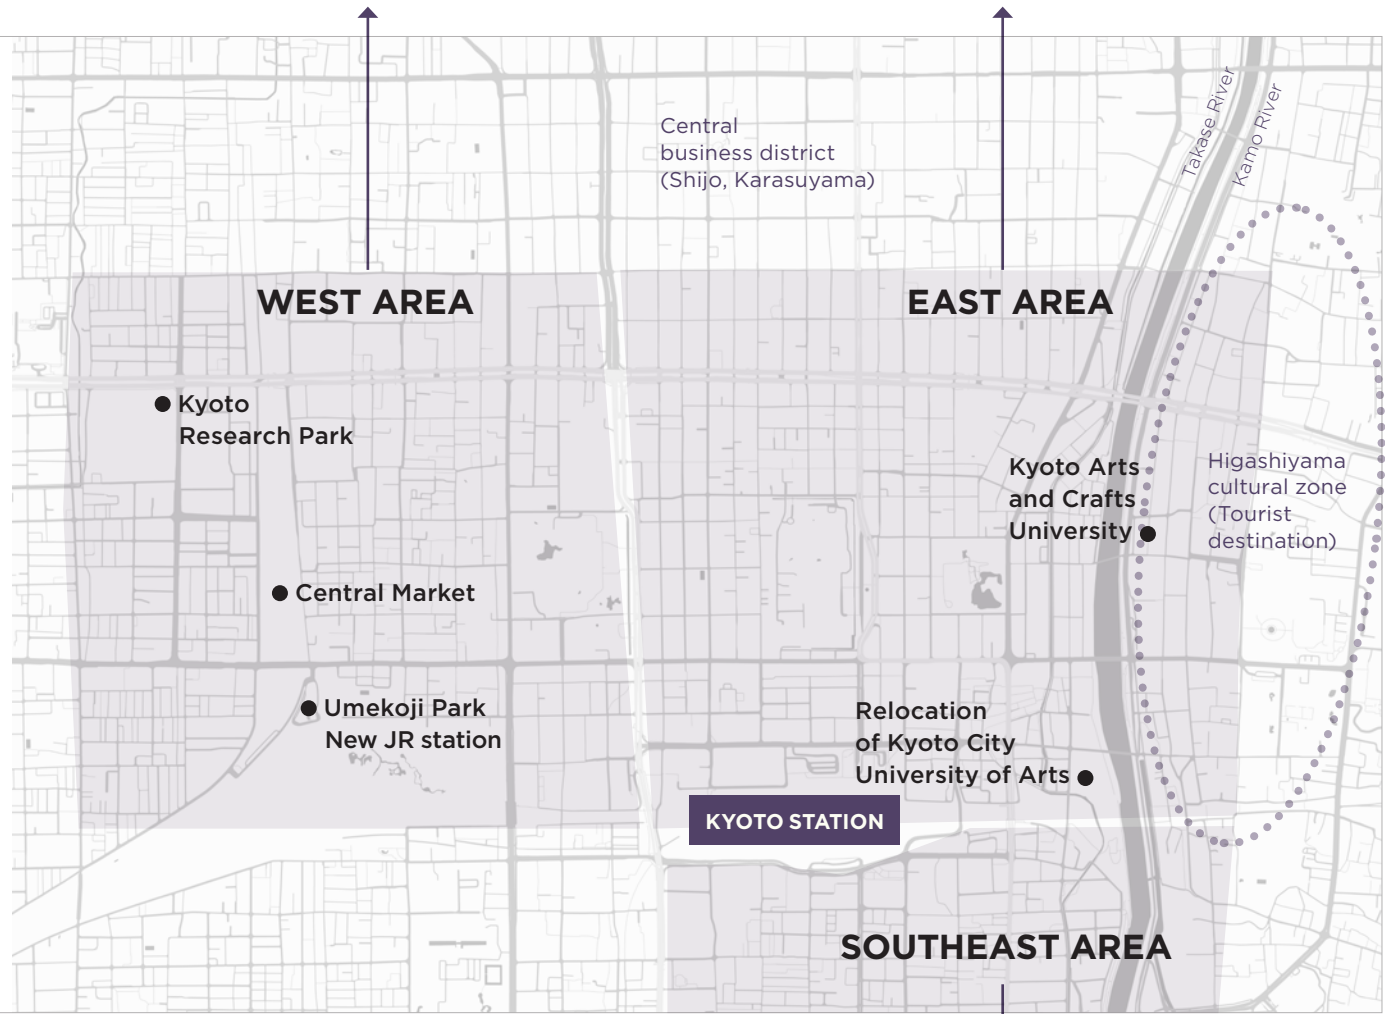 Takase River
Kamo River
Central
business district
(Shijo, Karasuyama)
WEST AREA
EAST AREA
Kyoto
Research Park
Kyoto Arts
and Crafts
University
Higashiyama
cultural zone
(Tourist
destination)
Central Market
Umekoji Park
New JR station
Relocation
of Kyoto City
University of Arts
KYOTO STATION
SOUTHEAST AREA